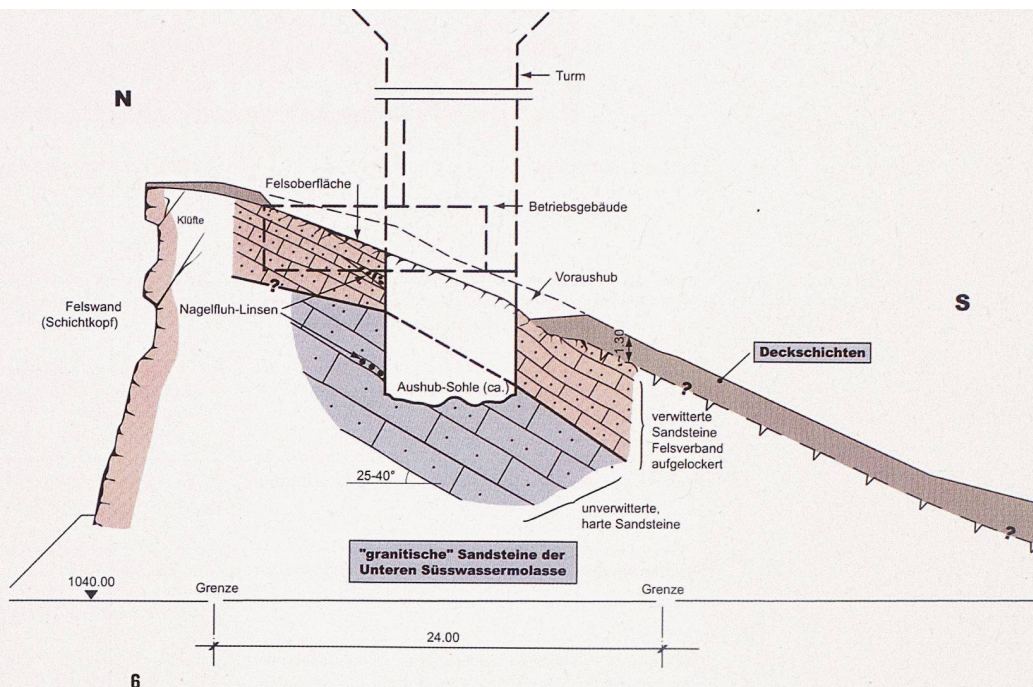 Turm
N
Felsoberfläche
Betriebsgebäude
Klüfte
Voraushub
S
?
Nagelfluh-Linsen
Felswand
(Schichtkopf)
~1.30
Deckschichten
Aushub-Sohle (ca.)
?
verwitterte
Sandsteine
Felsverband
aufgelockert
25-40°
unverwitterte,
harte Sandsteine
?
"granitische" Sandsteine der
Unteren Süsswassermolasse
1040.00
Grenze
Grenze
24.00
6